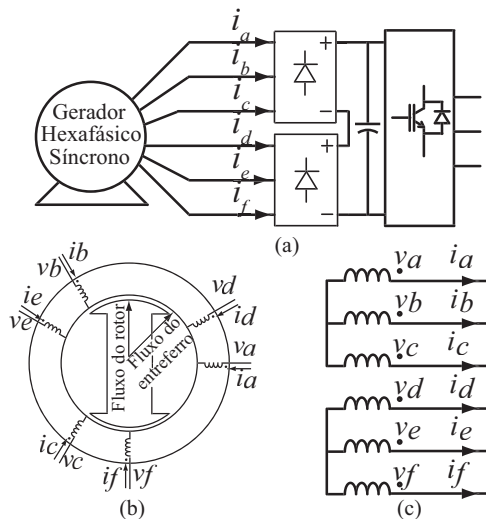 i_a
i_b
i_c
i_d
i_e
i_f
Gerador
Hexafásico
Síncrono
+
−
+
−
(a)
ib
vb
ie
ve
vd
id
va
ia
Fluxo do rotor
Fluxo do
entreferro
ic
vc
if
vf
(b)
va
ia
vb
ib
vc
ic
vd
id
ve
ie
vf
if
(c)